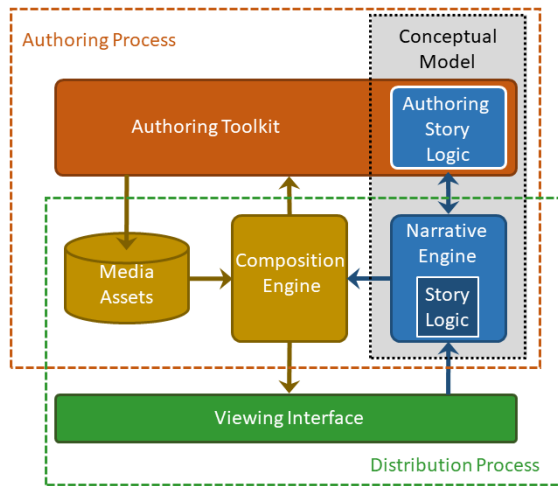 Authoring Process
Conceptual
Model
Authoring Toolkit
Authoring
Story
Logic
Media
Assets
Composition
Engine
Narrative
Engine
Story
Logic
Viewing Interface
Distribution Process